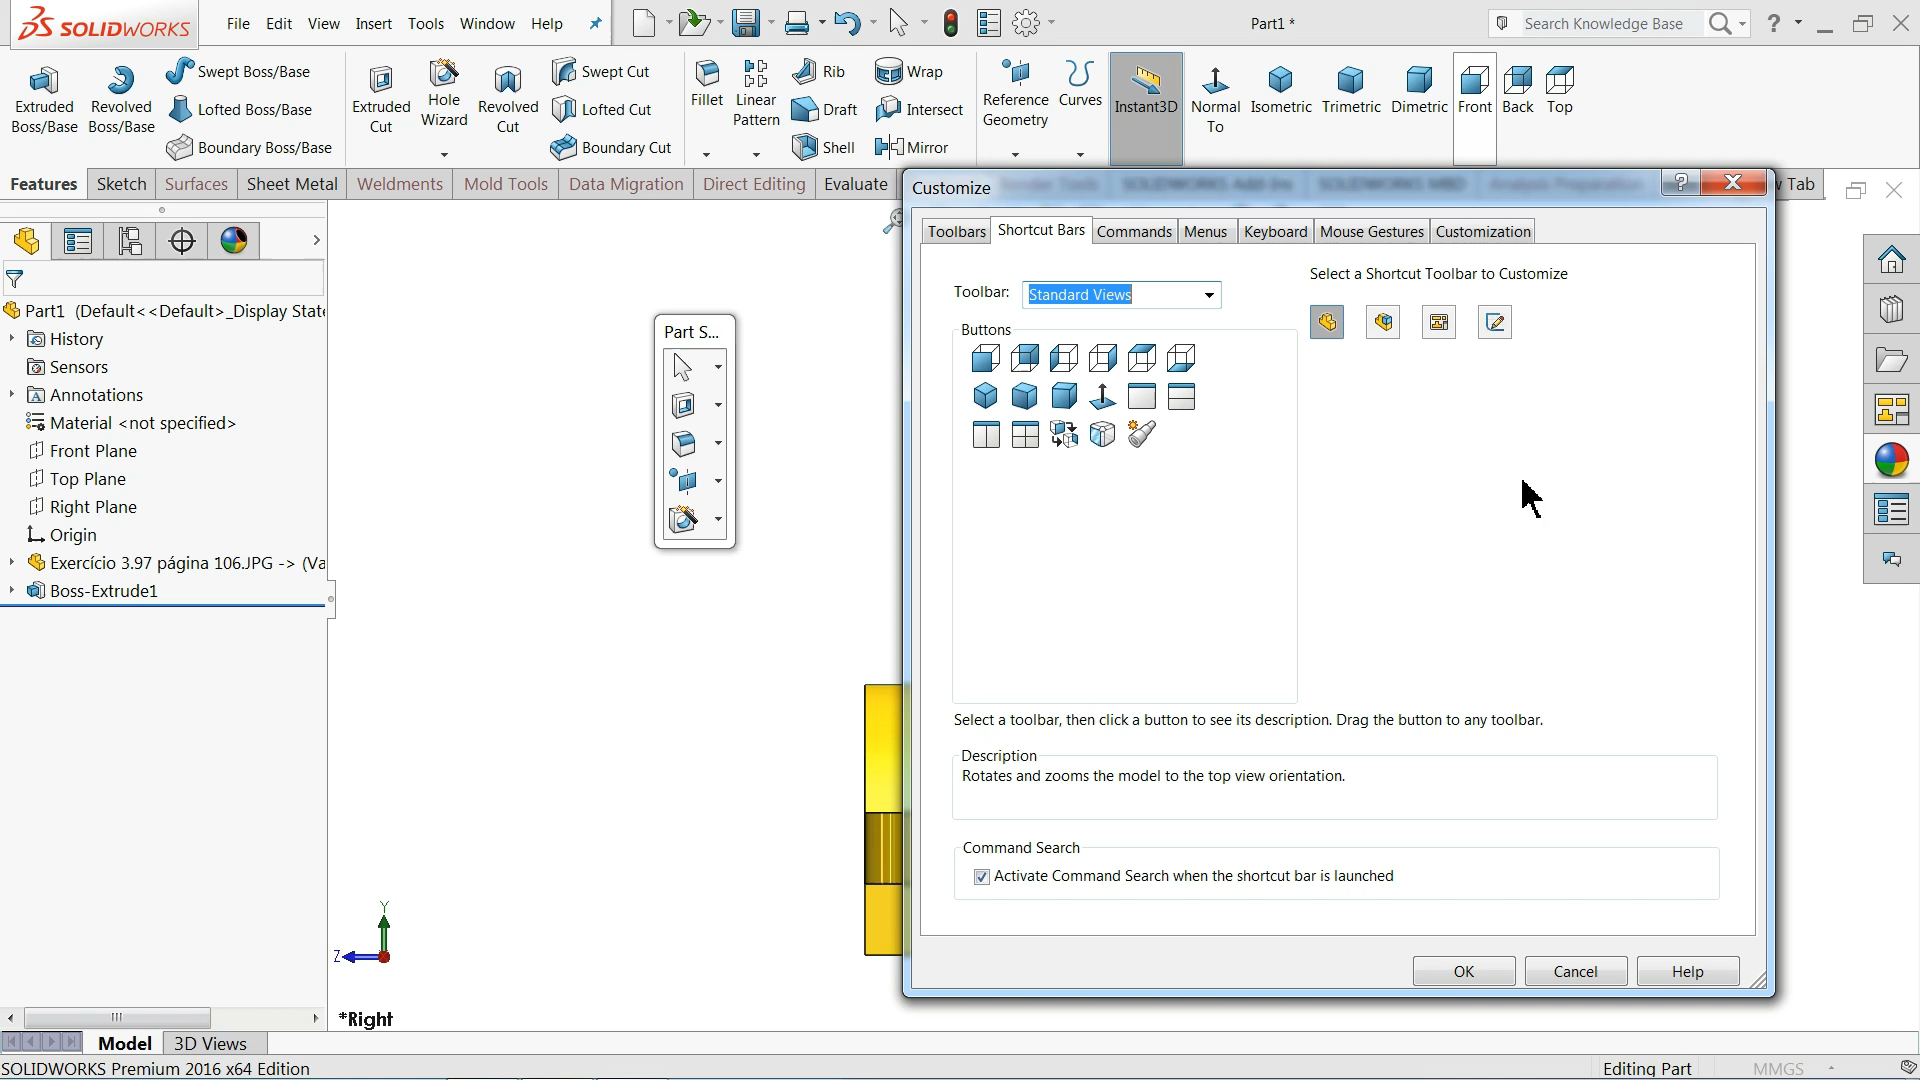 SOLIDWORKS
File Edit View Insert Tools Window Help
Part1 *
Search Knowledge Base
?
Extruded Boss/Base
Revolved Boss/Base
Swept Boss/Base
Lofted Boss/Base
Boundary Boss/Base
Extruded Cut
Hole Wizard
Revolved Cut
Swept Cut
Lofted Cut
Boundary Cut
Fillet
Linear Pattern
Rib
Draft
Shell
Wrap
Intersect
Mirror
Reference Geometry
Curves
Instant3D
Normal To
Isometric
Trimetric
Dimetric
Front
Back
Top
Features Sketch Surfaces Sheet Metal Weldments Mold Tools Data Migration Direct Editing Evaluate
Render Tools SOLIDWORKS Add-Ins SOLIDWORKS MBD Analysis Preparation
w Tab
Customize
?
Toolbars Shortcut Bars Commands Menus Keyboard Mouse Gestures Customization
Toolbar: Standard Views
Select a Shortcut Toolbar to Customize
Buttons
Select a toolbar, then click a button to see its description. Drag the button to any toolbar.
Description
Rotates and zooms the model to the top view orientation.
Command Search
Activate Command Search when the shortcut bar is launched
OK Cancel Help
Part1 (Default<<Default>_Display State
History
Sensors
Annotations
Material <not specified>
Front Plane
Top Plane
Right Plane
Origin
Exercício 3.97 página 106.JPG -> (Va
Boss-Extrude1
Part S...
Y
Z
*Right
Model 3D Views
SOLIDWORKS Premium 2016 x64 Edition
Editing Part
MMGS